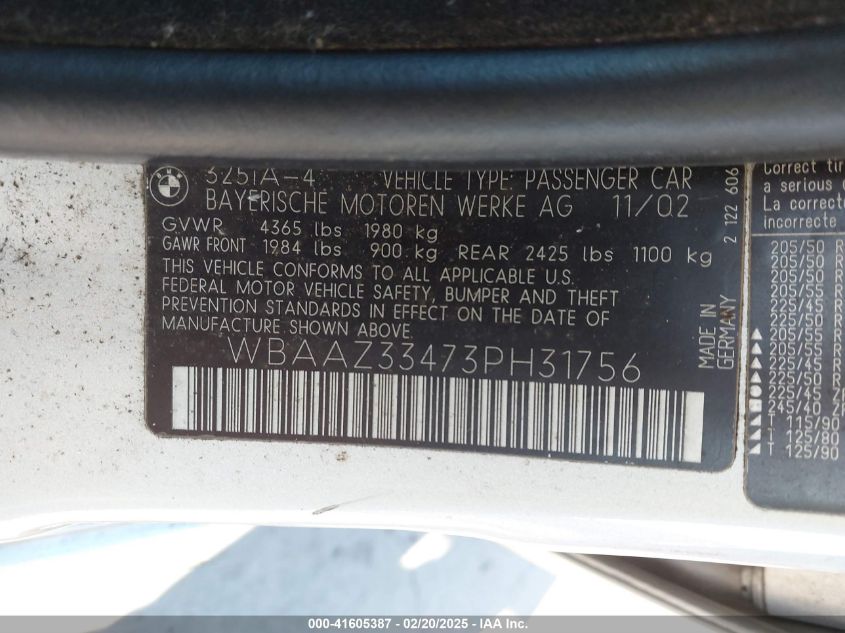 325iA-4 VEHICLE TYPE: PASSENGER CAR
BAYERISCHE MOTOREN WERKE AG 11/02
GVWR 4365 lbs 1980 kg
GAWR FRONT 1984 lbs 900 kg REAR 2425 lbs 1100 kg
THIS VEHICLE CONFORMS TO ALL APPLICABLE U.S.
FEDERAL MOTOR VEHICLE SAFETY, BUMPER AND THEFT
PREVENTION STANDARDS IN EFFECT ON THE DATE OF
MANUFACTURE SHOWN ABOVE.
WBAAZ33473PH31756
2 122 606
MADE IN
GERMANY
Correct tir
a serious
La correcte
incorrecte
205/50 R
205/50 R
205/50
225/45
225/50
205/55
205/55 R
225/45 R
225/50 R
225/45 Z
245/40 ZR
T 115/90
T 125/80
T 125/90
000-41605387 - 02/20/2025 - IAA Inc.